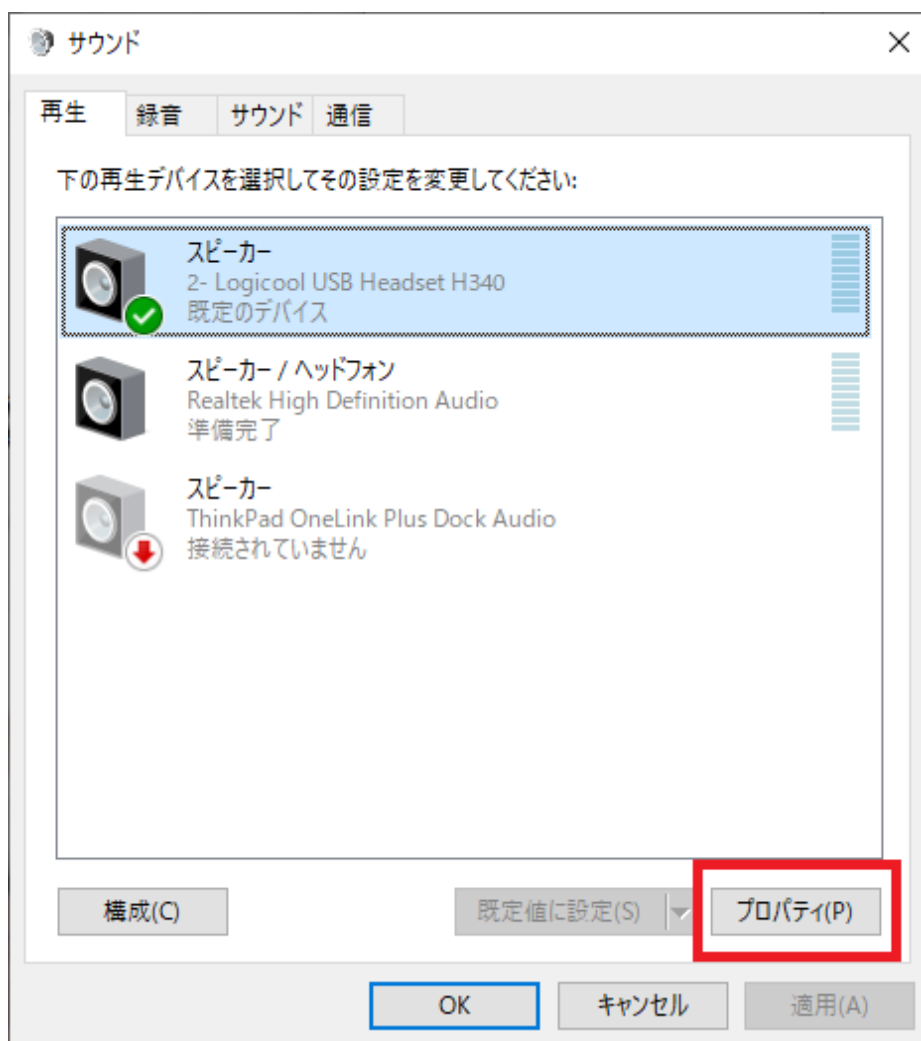 サウンド
再生 録音 サウンド 通信
下の再生デバイスを選択してその設定を変更してください:
スピーカー
2- Logicool USB Headset H340
既定のデバイス
スピーカー / ヘッドフォン
Realtek High Definition Audio
準備完了
スピーカー
ThinkPad OneLink Plus Dock Audio
接続されていません
構成(C) 既定値に設定(S) プロパティ(P)
OK キャンセル 適用(A)